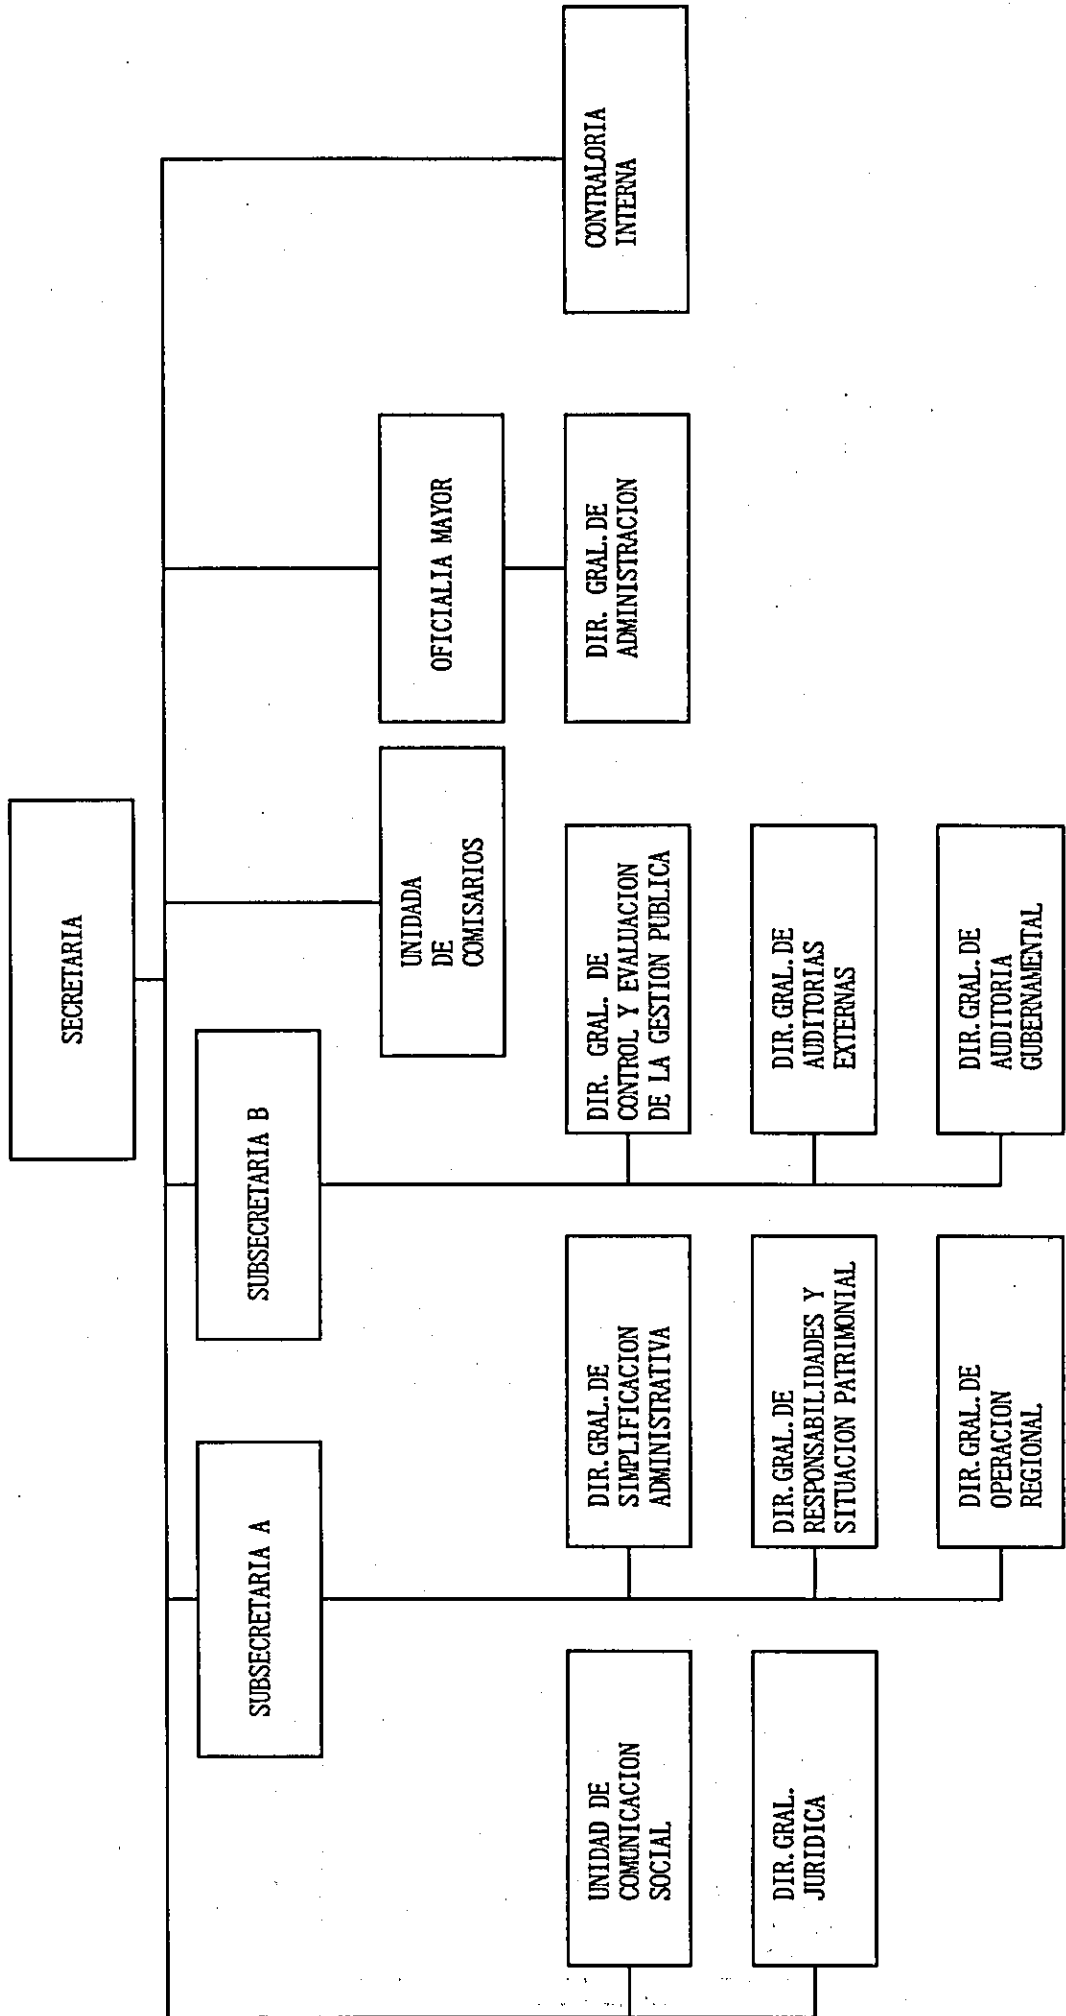 SECRETARIA
SUBSECRETARIA A
SUBSECRETARIA B
UNIDADA
DE
COMISARIOS
OFICIALIA MAYOR
UNIDAD DE
COMUNICACION
SOCIAL
DIR.GRAL.DE
SIMPLIFICACION
ADMINISTRATIVA
DIR. GRAL. DE
CONTROL Y EVALUACION
DE LA GESTION PUBLICA
DIR. GRAL.DE
ADMINISTRACION
CONTRALORIA
INTERNA
DIR.GRAL.
JURIDICA
DIR.GRAL.DE
RESPONSABILIDADES Y
SITUACION PATRIMONIAL
DIR.GRAL.DE
AUDITORIAS
EXTERNAS
DIR.GRAL.DE
OPERACION
REGIONAL
DIR.GRAL.DE
AUDITORIA
GUBERNAMENTAL